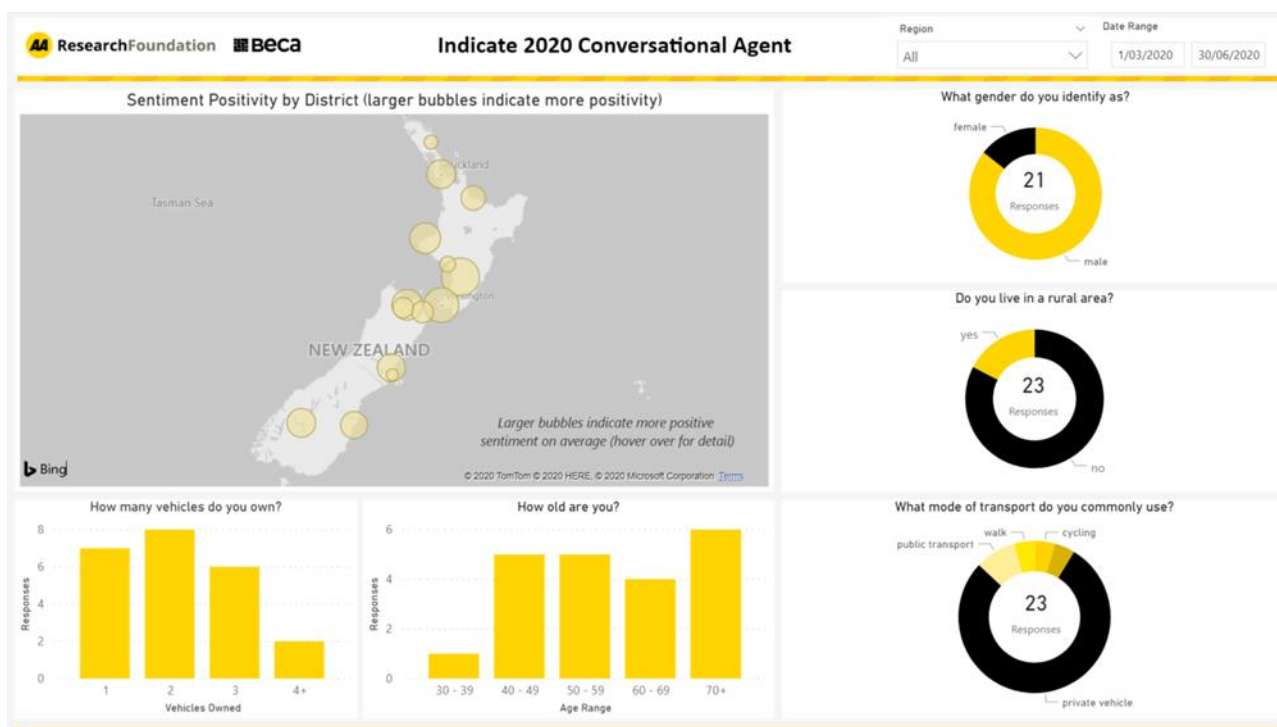 AA ResearchFoundation Beca
Indicate 2020 Conversational Agent
Region
All
Date Range
1/03/2020 30/06/2020
Sentiment Positivity by District (larger bubbles indicate more positivity)
Tasman Sea
NEW ZEALAND
Larger bubbles indicate more positive
sentiment on average (hover over for detail)
Bing
© 2020 TomTom © 2020 HERE, © 2020 Microsoft Corporation Terms
What gender do you identify as?
female
21
Responses
male
Do you live in a rural area?
yes
23
Responses
no
How many vehicles do you own?
Responses
8
6
4
2
0
1 2 3 4+
Vehicles Owned
How old are you?
Responses
6
4
2
0
30 - 39 40 - 49 50 - 59 60 - 69 70+
Age Range
What mode of transport do you commonly use?
walk cycling
public transport
23
Responses
private vehicle